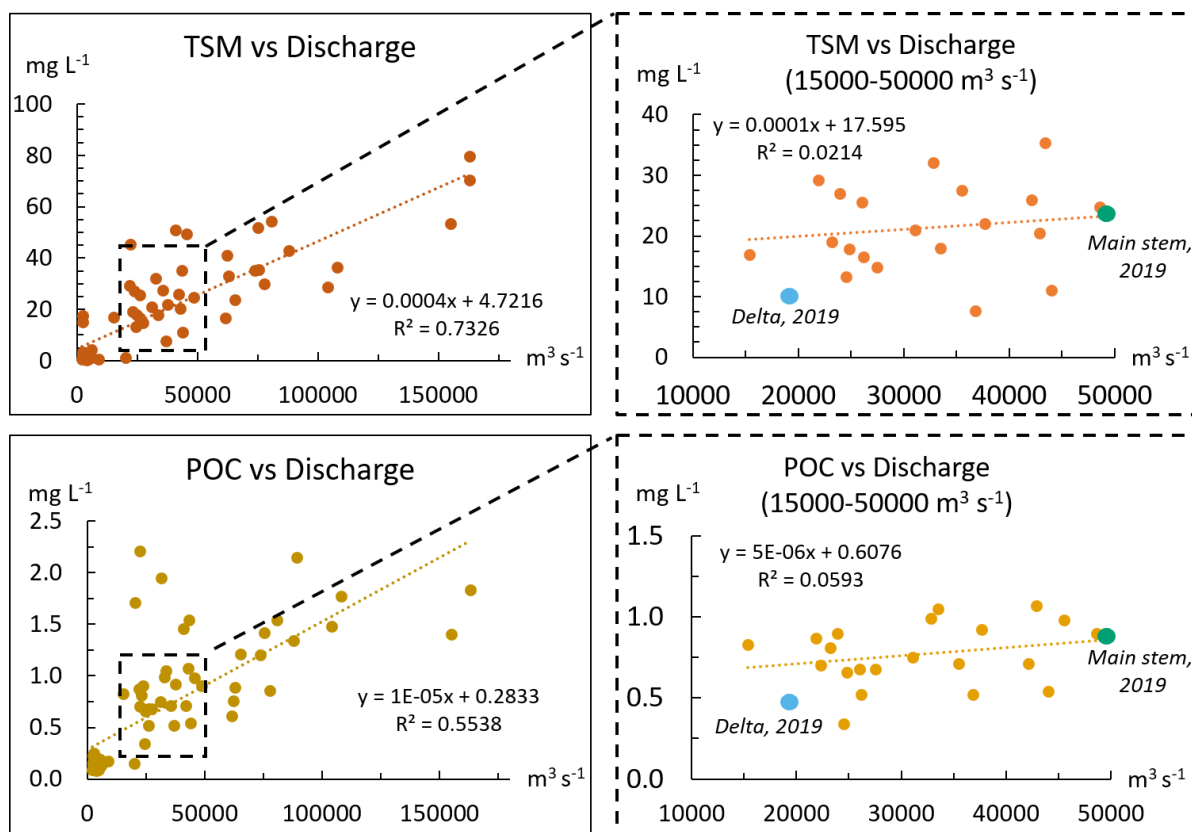 TSM vs Discharge
mg L⁻¹
100
80
60
40
20
0
y = 0.0004x + 4.7216
R² = 0.7326
m³ s⁻¹
0 50000 100000 150000
TSM vs Discharge
(15000-50000 m³ s⁻¹)
mg L⁻¹
40
30
20
10
0
y = 0.0001x + 17.595
R² = 0.0214
Main stem,
2019
Delta, 2019
m³ s⁻¹
10000 20000 30000 40000 50000
POC vs Discharge
mg L⁻¹
2.5
2.0
1.5
1.0
0.5
0.0
y = 1E-05x + 0.2833
R² = 0.5538
m³ s⁻¹
0 50000 100000 150000
POC vs Discharge
(15000-50000 m³ s⁻¹)
mg L⁻¹
1.5
1.0
0.5
0.0
y = 5E-06x + 0.6076
R² = 0.0593
Main stem,
2019
Delta, 2019
m³ s⁻¹
10000 20000 30000 40000 50000